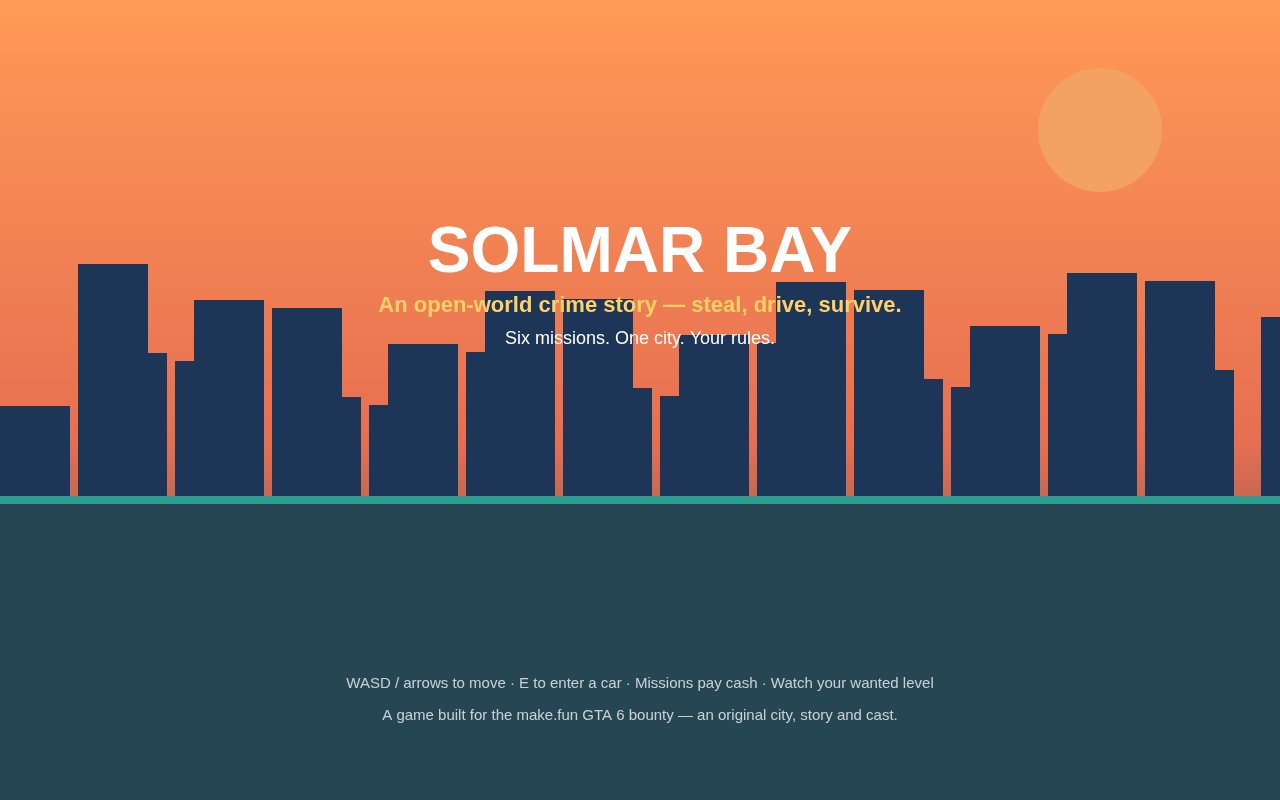 SOLMAR BAY
An open-world crime story — steal, drive, survive.
Six missions. One city. Your rules.
WASD / arrows to move · E to enter a car · Missions pay cash · Watch your wanted level
A game built for the make.fun GTA 6 bounty — an original city, story and cast.